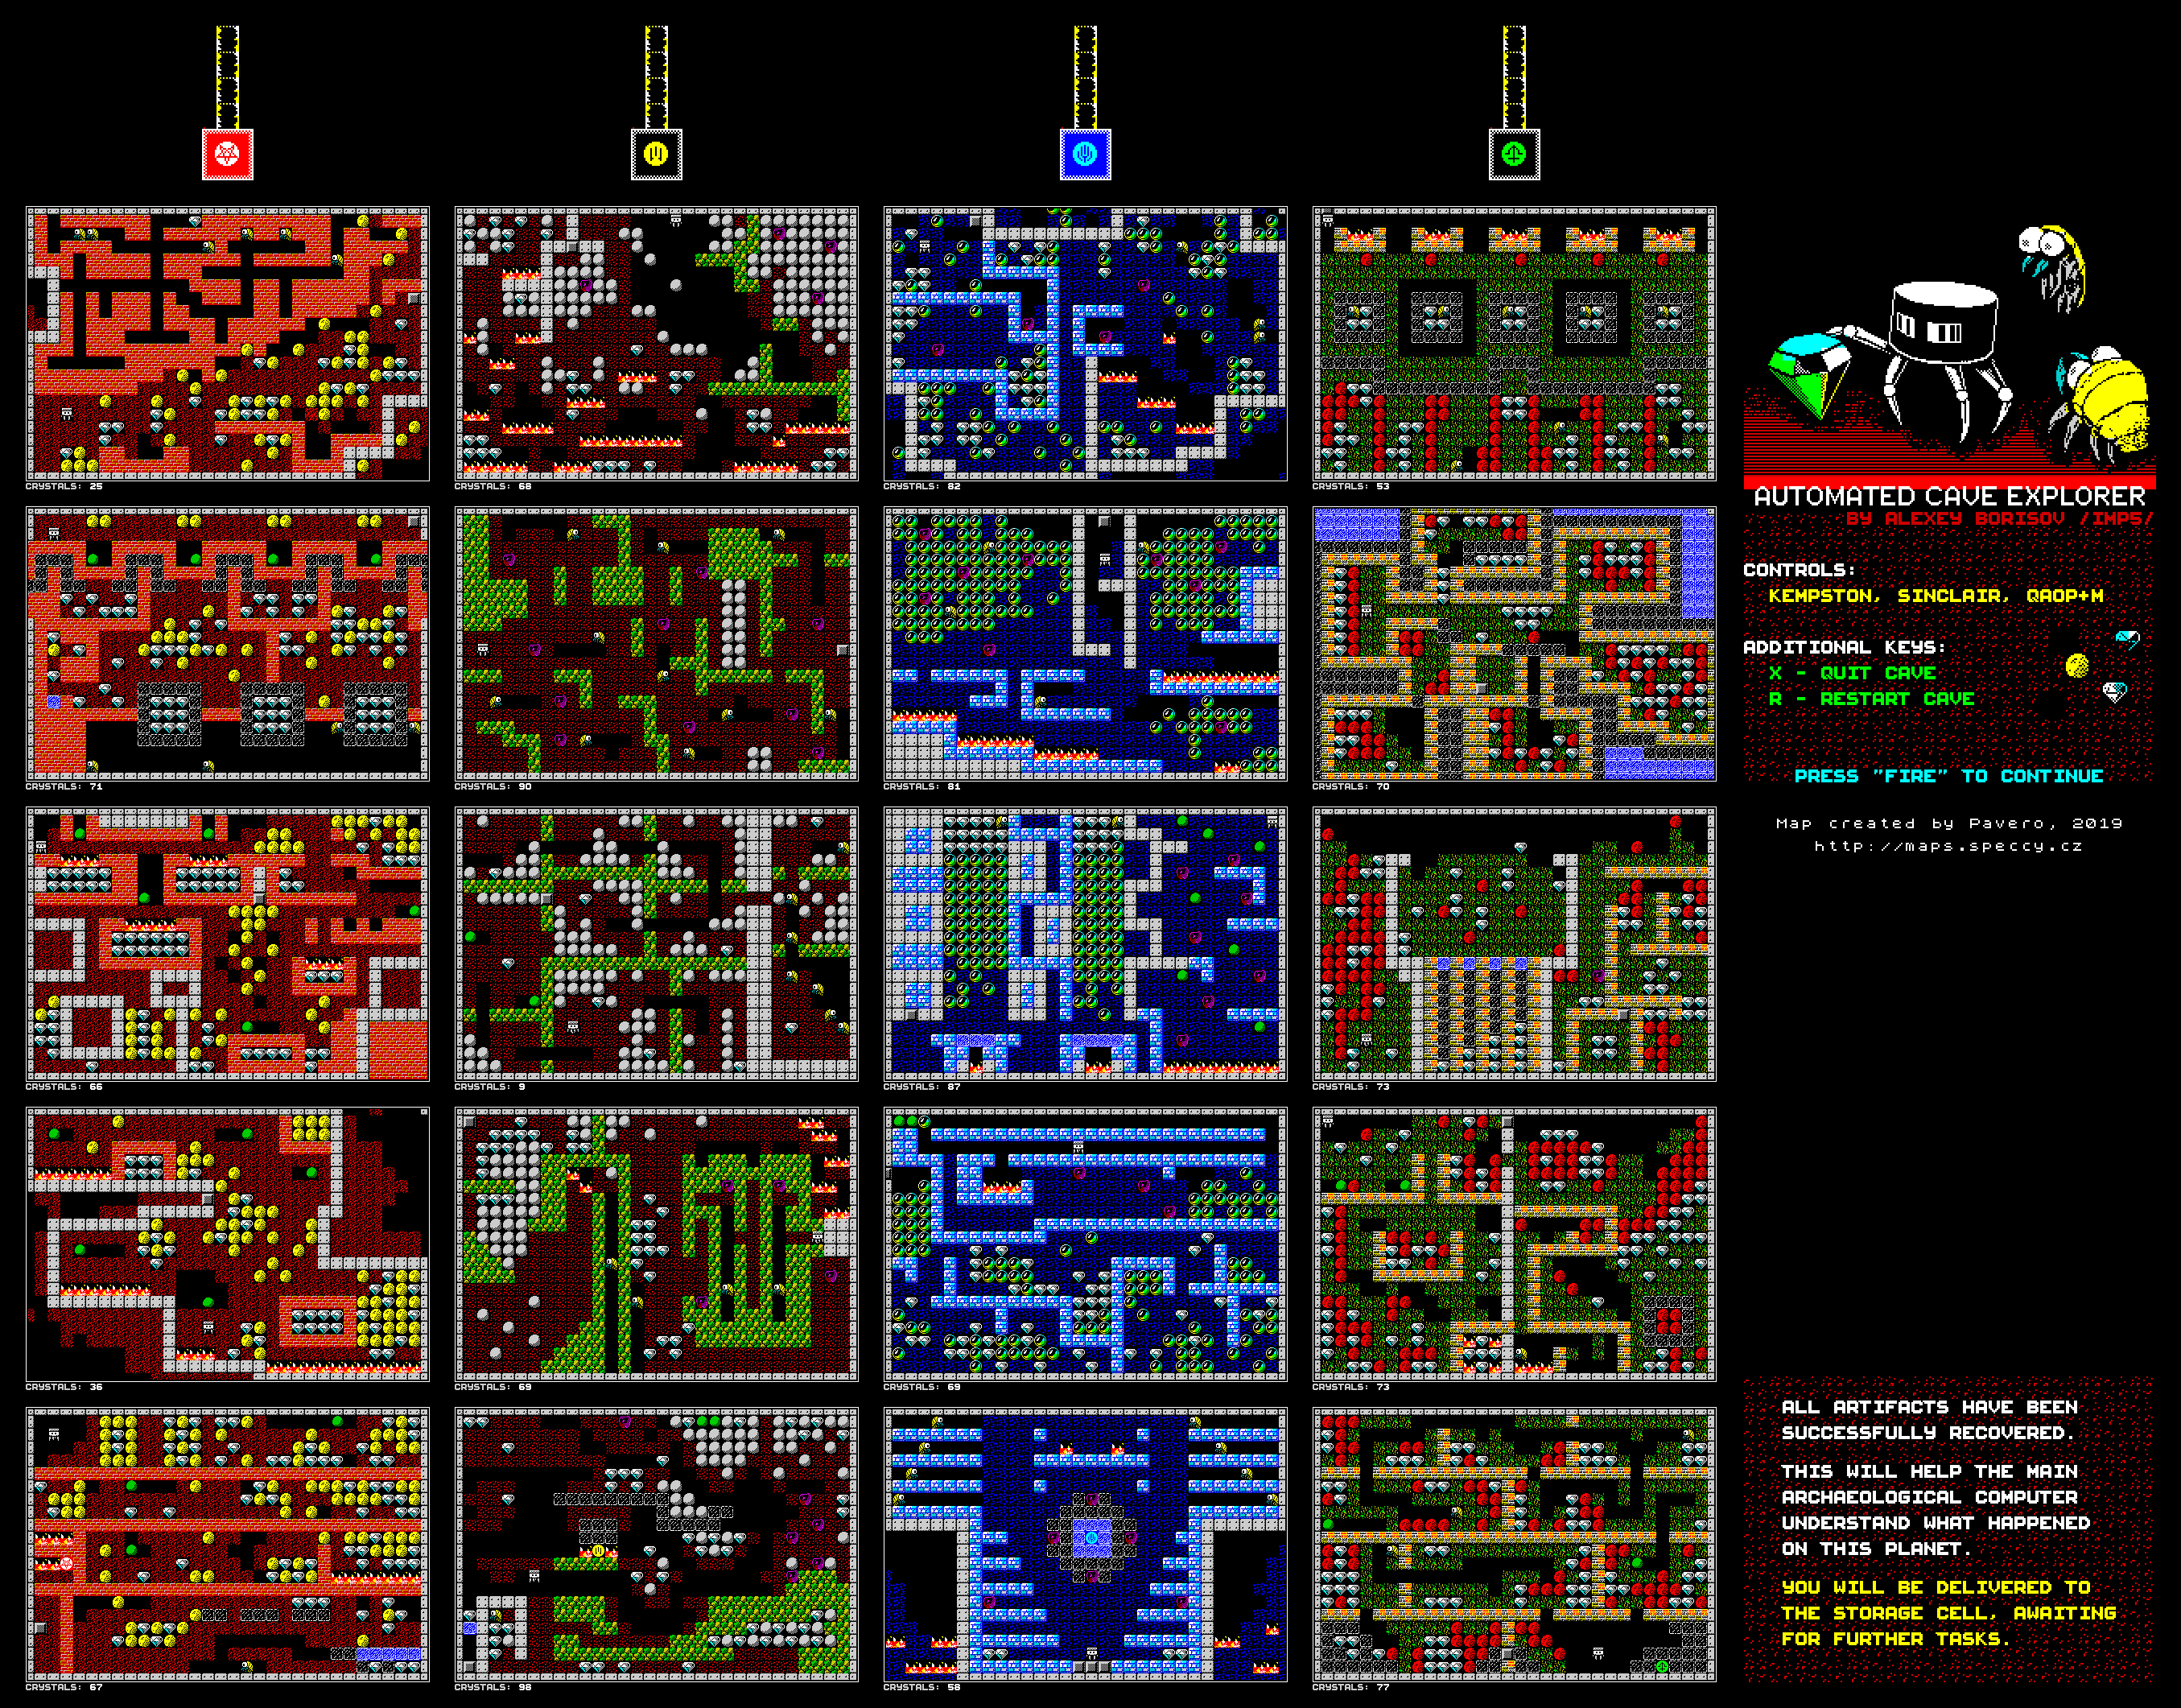 CRYSTALS: 25
CRYSTALS: 68
CRYSTALS: 82
CRYSTALS: 53
CRYSTALS: 71
CRYSTALS: 90
CRYSTALS: 81
CRYSTALS: 70
CRYSTALS: 66
CRYSTALS: 9
CRYSTALS: 87
CRYSTALS: 73
CRYSTALS: 36
CRYSTALS: 69
CRYSTALS: 69
CRYSTALS: 73
CRYSTALS: 67
CRYSTALS: 98
CRYSTALS: 58
CRYSTALS: 77
AUTOMATED CAVE EXPLORER
BY ALEXEY BORISOV /IMPS/
CONTROLS:
KEMPSTON, SINCLAIR, QAOP+M
ADDITIONAL KEYS:
X - QUIT CAVE
R - RESTART CAVE
PRESS "FIRE" TO CONTINUE
Map created by Pavero, 2019
http://maps.speccy.cz
ALL ARTIFACTS HAVE BEEN
SUCCESSFULLY RECOVERED.
THIS WILL HELP THE MAIN
ARCHAEOLOGICAL COMPUTER
UNDERSTAND WHAT HAPPENED
ON THIS PLANET.
YOU WILL BE DELIVERED TO
THE STORAGE CELL, AWAITING
FOR FURTHER TASKS.